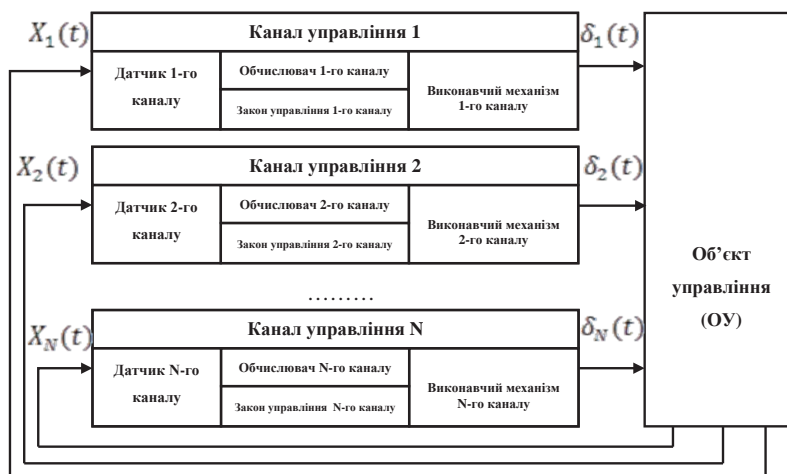 X₁(t)
Канал управління 1
δ₁(t)
Датчик 1-го
каналу
Обчислювач 1-го каналу
Закон управління 1-го каналу
Виконавчий механізм
1-го каналу
X₂(t)
Канал управління 2
δ₂(t)
Датчик 2-го
каналу
Обчислювач 2-го каналу
Закон управління 2-го каналу
Виконавчий механізм
2-го каналу
.........
X_N(t)
Канал управління N
δ_N(t)
Датчик N-го
каналу
Обчислювач N-го каналу
Закон управління N-го каналу
Виконавчий механізм
N-го каналу
Об’єкт
управління
(ОУ)